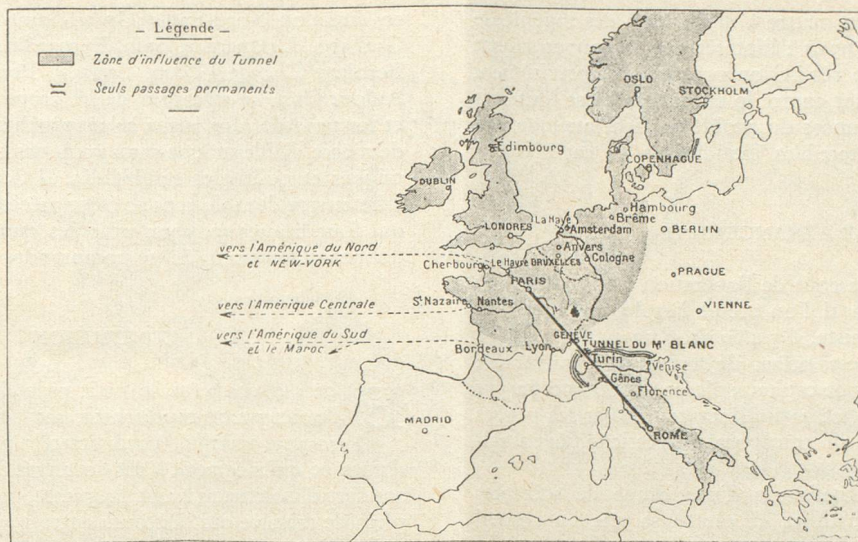 – Légende –
Zône d'influence du Tunnel
Seuls passages permanents
OSLO
STOCKHOLM
Edimbourg
COPENHAGUE
DUBLIN
Hambourg
La Haye
Brême
LONDRES
Amsterdam
BERLIN
vers l'Amérique du Nord
et NEW-YORK
Anvers
Le Havre
BRUXELLES
Cologne
Cherbourg
PRAGUE
PARIS
vers l'Amérique Centrale
St Nazaire
Nantes
VIENNE
vers l'Amérique du Sud
et le Maroc
GENÈVE
Bordeaux
Lyon
TUNNEL DU Mt BLANC
Turin
Venise
Gênes
Florence
MADRID
ROME